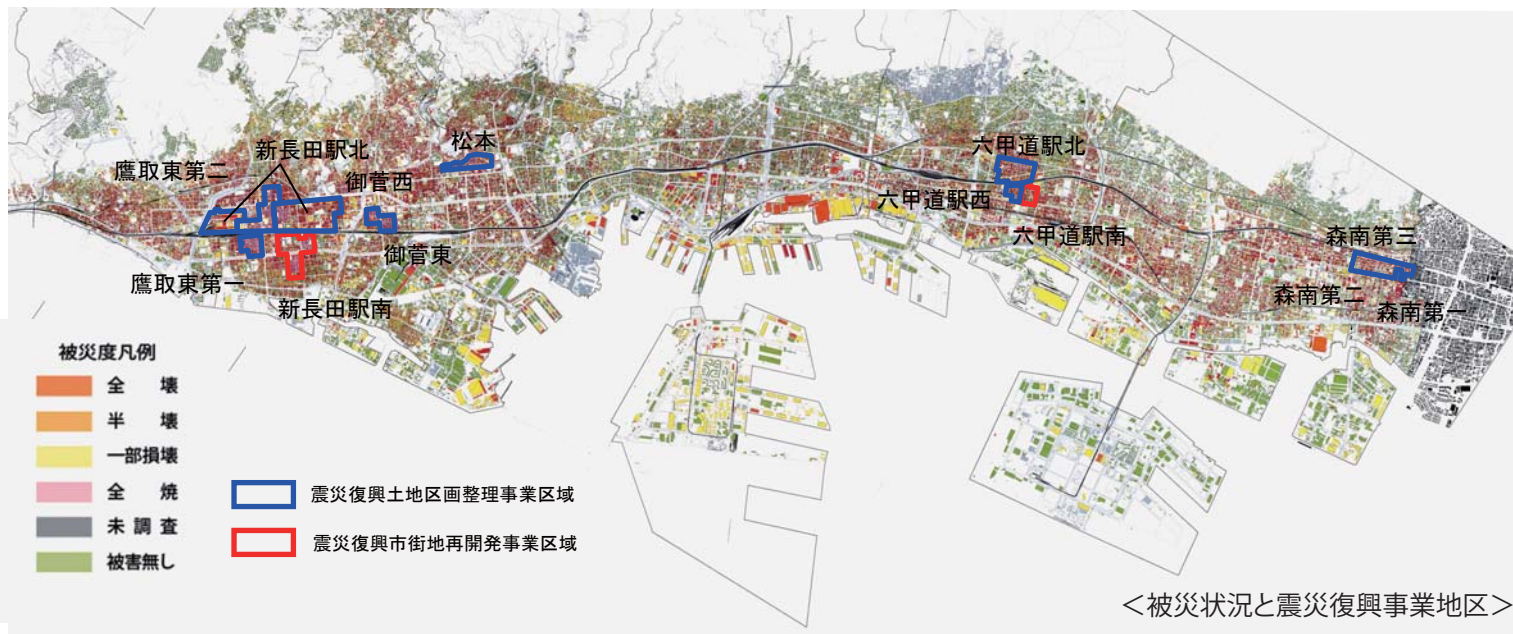 松本
新長田駅北
鷹取東第二
御菅西
六甲道駅北
六甲道駅西
御菅東
六甲道駅南
森南第三
鷹取東第一
新長田駅南
森南第二
森南第一
被災度凡例
全 壊
半 壊
一部損壊
全 焼
未 調 査
被害無し
震災復興土地区画整理事業区域
震災復興市街地再開発事業区域
＜被災状況と震災復興事業地区＞